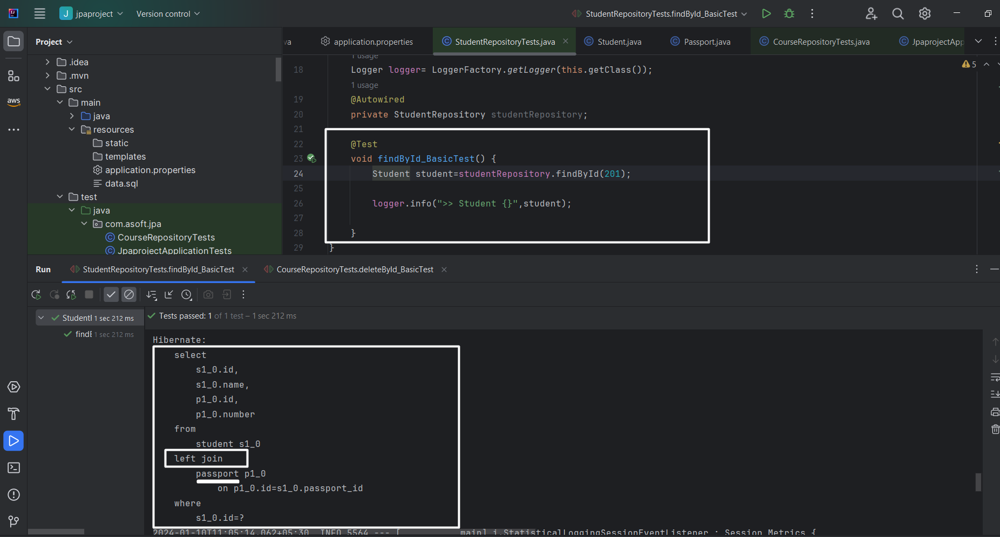 J jpaproject Version control StudentRepositoryTests.findById_BasicTest
Project
va application.properties StudentRepositoryTests.java Student.java Passport.java CourseRepositoryTests.java JpaprojectApp
.idea
.mvn
src
main
java
resources
static
templates
application.properties
data.sql
test
java
com.asoft.jpa
CourseRepositoryTests
JpaprojectApplicationTests
aws
1 usage
18 Logger logger= LoggerFactory.getLogger(this.getClass());
5
1 usage
19 @Autowired
20 private StudentRepository studentRepository;
21
22 @Test
23 void findById_BasicTest() {
24 Student student=studentRepository.findById(201);
25
26 logger.info(">> Student {}",student);
27
28 }
29 }
Run StudentRepositoryTests.findById_BasicTest CourseRepositoryTests.deleteById_BasicTest
Student 1 sec 212 ms
find 1 sec 212 ms
Tests passed: 1 of 1 test – 1 sec 212 ms
Hibernate:
select
s1_0.id,
s1_0.name,
p1_0.id,
p1_0.number
from
student s1_0
left join
passport p1_0
on p1_0.id=s1_0.passport_id
where
s1_0.id=?
2024-01-10T11:05:14.062+05:30 INFO 5564 --- [ main] i.StatisticalLoggingSessionEventListener : Session Metrics {